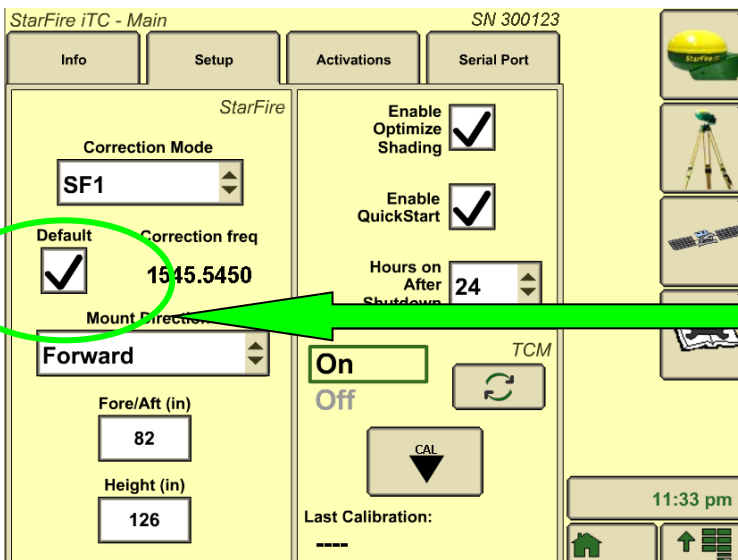 StarFire iTC - Main
SN 300123
Info
Setup
Activations
Serial Port
StarFire
Correction Mode
SF1
Default
Correction freq
1545.5450
Mount Direction
Forward
Fore/Aft (in)
82
Height (in)
126
Enable
Optimize
Shading
Enable
QuickStart
Hours on
After
Shutdown
24
TCM
On
Off
CAL
Last Calibration:
----
StarFire
11:33 pm